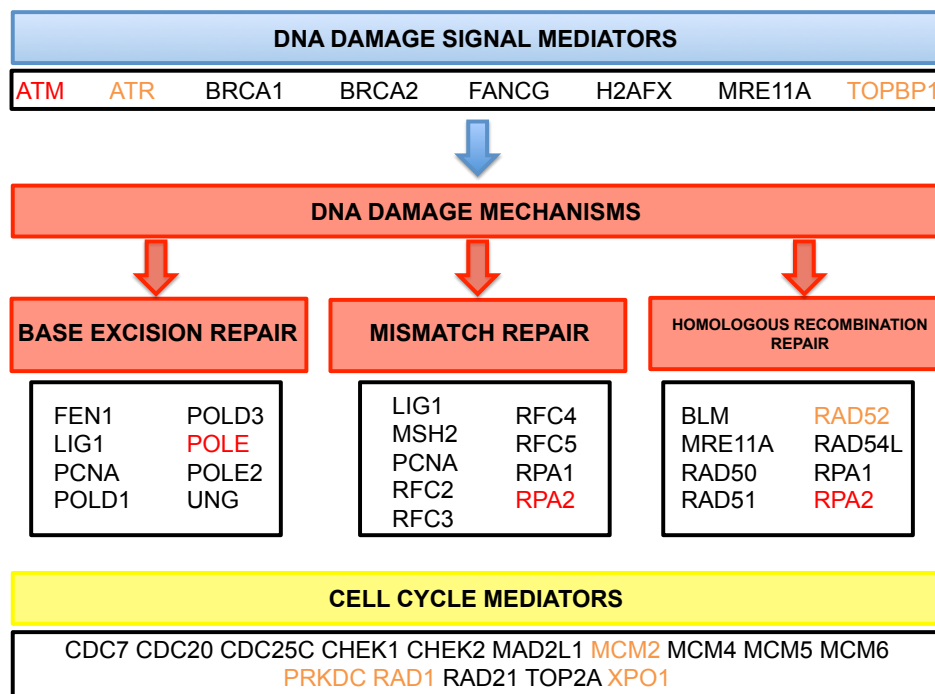 DNA DAMAGE SIGNAL MEDIATORS
ATM ATR BRCA1 BRCA2 FANCG H2AFX MRE11A TOPBP1
DNA DAMAGE MECHANISMS
BASE EXCISION REPAIR
FEN1 POLD3
LIG1 POLE
PCNA POLE2
POLD1 UNG
MISMATCH REPAIR
LIG1
MSH2
PCNA
RFC2
RFC3
RFC4
RFC5
RPA1
RPA2
HOMOLOGOUS RECOMBINATION
REPAIR
BLM RAD52
MRE11A RAD54L
RAD50 RPA1
RAD51 RPA2
CELL CYCLE MEDIATORS
CDC7 CDC20 CDC25C CHEK1 CHEK2 MAD2L1 MCM2 MCM4 MCM5 MCM6
PRKDC RAD1 RAD21 TOP2A XPO1